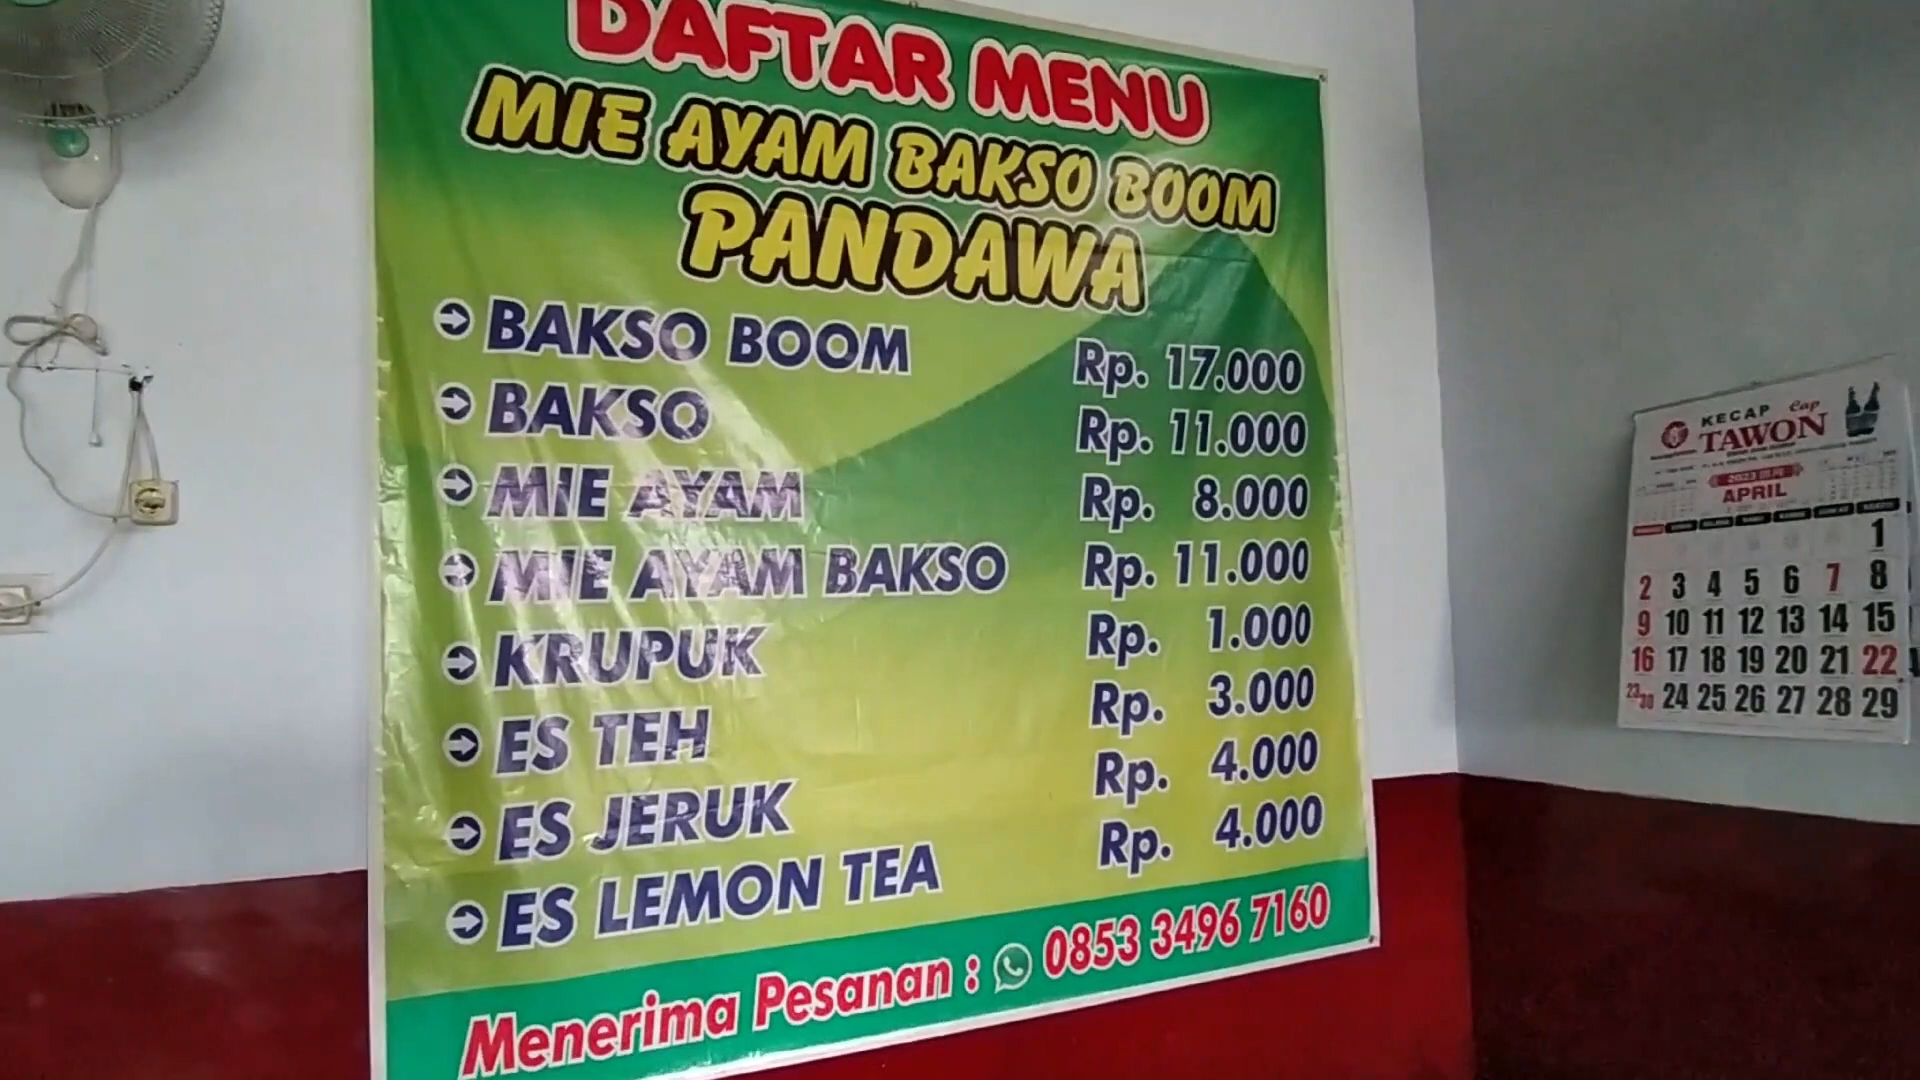 DAFTAR MENU
MIE AYAM BAKSO BOOM
PANDAWA
BAKSO BOOM Rp. 17.000
BAKSO Rp. 11.000
MIE AYAM Rp. 8.000
MIE AYAM BAKSO Rp. 11.000
KRUPUK Rp. 1.000
ES TEH Rp. 3.000
ES JERUK Rp. 4.000
ES LEMON TEA Rp. 4.000
Menerima Pesanan : 0853 3496 7160
KECAP Cap
TAWON
2023
APRIL
1
2 3 4 5 6 7 8
9 10 11 12 13 14 15
16 17 18 19 20 21 22
23 30 24 25 26 27 28 29